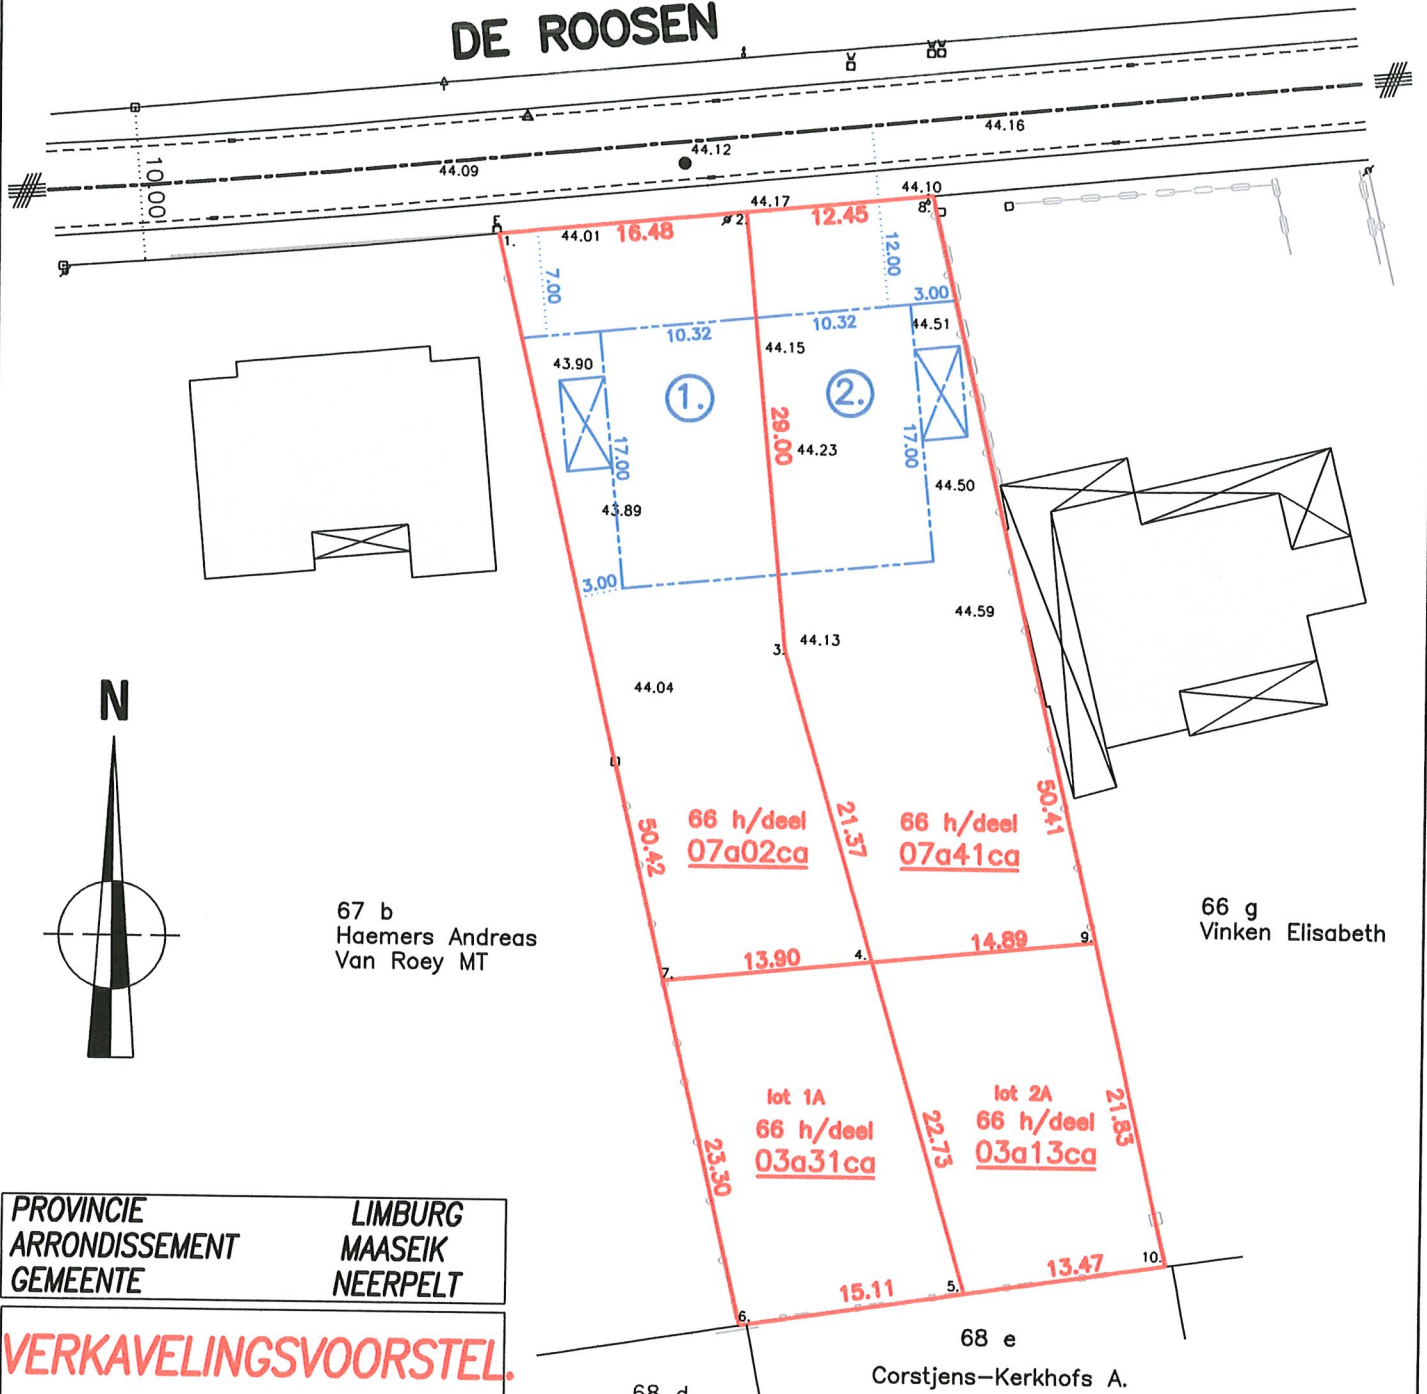 DE ROOSEN
10.00
44.09
44.12
44.16
44.17
44.10
1.
44.01
16.48
2.
12.45
8.
7.00
12.00
3.00
10.32
10.32
44.51
43.90
44.15
1.
2.
17.00
29.00
44.23
17.00
44.50
43.89
3.00
44.59
3.
44.13
44.04
N
50.42
66 h/deel
07a02ca
21.37
66 h/deel
07a41ca
50.41
67 b
Haemers Andreas
Van Roey MT
66 g
Vinken Elisabeth
7.
13.90
4.
14.89
9.
lot 1A
66 h/deel
03a31ca
lot 2A
66 h/deel
03a13ca
23.30
22.73
21.83
PROVINCIE LIMBURG
ARRONDISSEMENT MAASEIK
GEMEENTE NEERPELT
6.
15.11
5.
13.47
10.
VERKAVELINGSVOORSTEL.
68 e
Corstjens-Kerkhofs A.
68 d